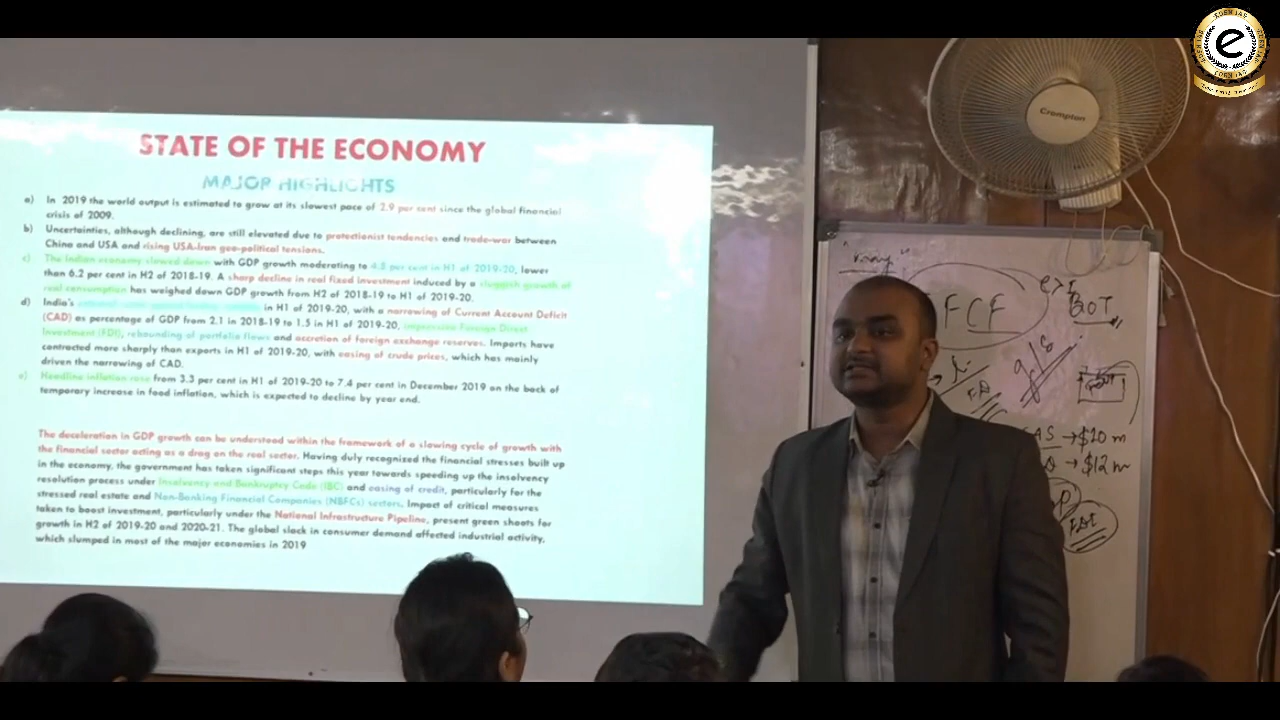 STATE OF THE ECONOMY
MAJOR HIGHLIGHTS
a) In 2019 the world output is estimated to grow at its slowest pace of 2.9 per cent since the global financial
crisis of 2009.
b) Uncertainties, although declining, are still elevated due to protectionist tendencies and trade-war between
China and USA and rising USA-Iran geo-political tensions.
c) The Indian economy slowed down with GDP growth moderating to 4.8 per cent in H1 of 2019-20, lower
than 6.2 per cent in H2 of 2018-19. A sharp decline in real fixed investment induced by a sluggish growth of
real consumption has weighed down GDP growth from H2 of 2018-19 to H1 of 2019-20.
d) India's in H1 of 2019-20, with a narrowing of Current Account Deficit
(CAD) as percentage of GDP from 2.1 in 2018-19 to 1.5 in H1 of 2019-20, impressive Foreign Direct
Investment (FDI), rebounding of portfolio flows and accretion of foreign exchange reserves. Imports have
contracted more sharply than exports in H1 of 2019-20, with easing of crude prices, which has mainly
driven the narrowing of CAD.
e) Headline inflation rose from 3.3 per cent in H1 of 2019-20 to 7.4 per cent in December 2019 on the back of
temporary increase in food inflation, which is expected to decline by year end.
The deceleration in GDP growth can be understood within the framework of a slowing cycle of growth with
the financial sector acting as a drag on the real sector. Having duly recognized the financial stresses built up
in the economy, the government has taken significant steps this year towards speeding up the insolvency
resolution process under Insolvency and Bankruptcy Code (IBC) and easing of credit, particularly for the
stressed real estate and Non-Banking Financial Companies (NBFCs) sectors. Impact of critical measures
taken to boost investment, particularly under the National Infrastructure Pipeline, present green shoots for
growth in H2 of 2019-20 and 2020-21. The global slack in consumer demand affected industrial activity,
which slumped in most of the major economies in 2019
Crompton
FCF
BOT
g/s
→ $20 m
→ $12 m
FDI
e
EDEN IAS